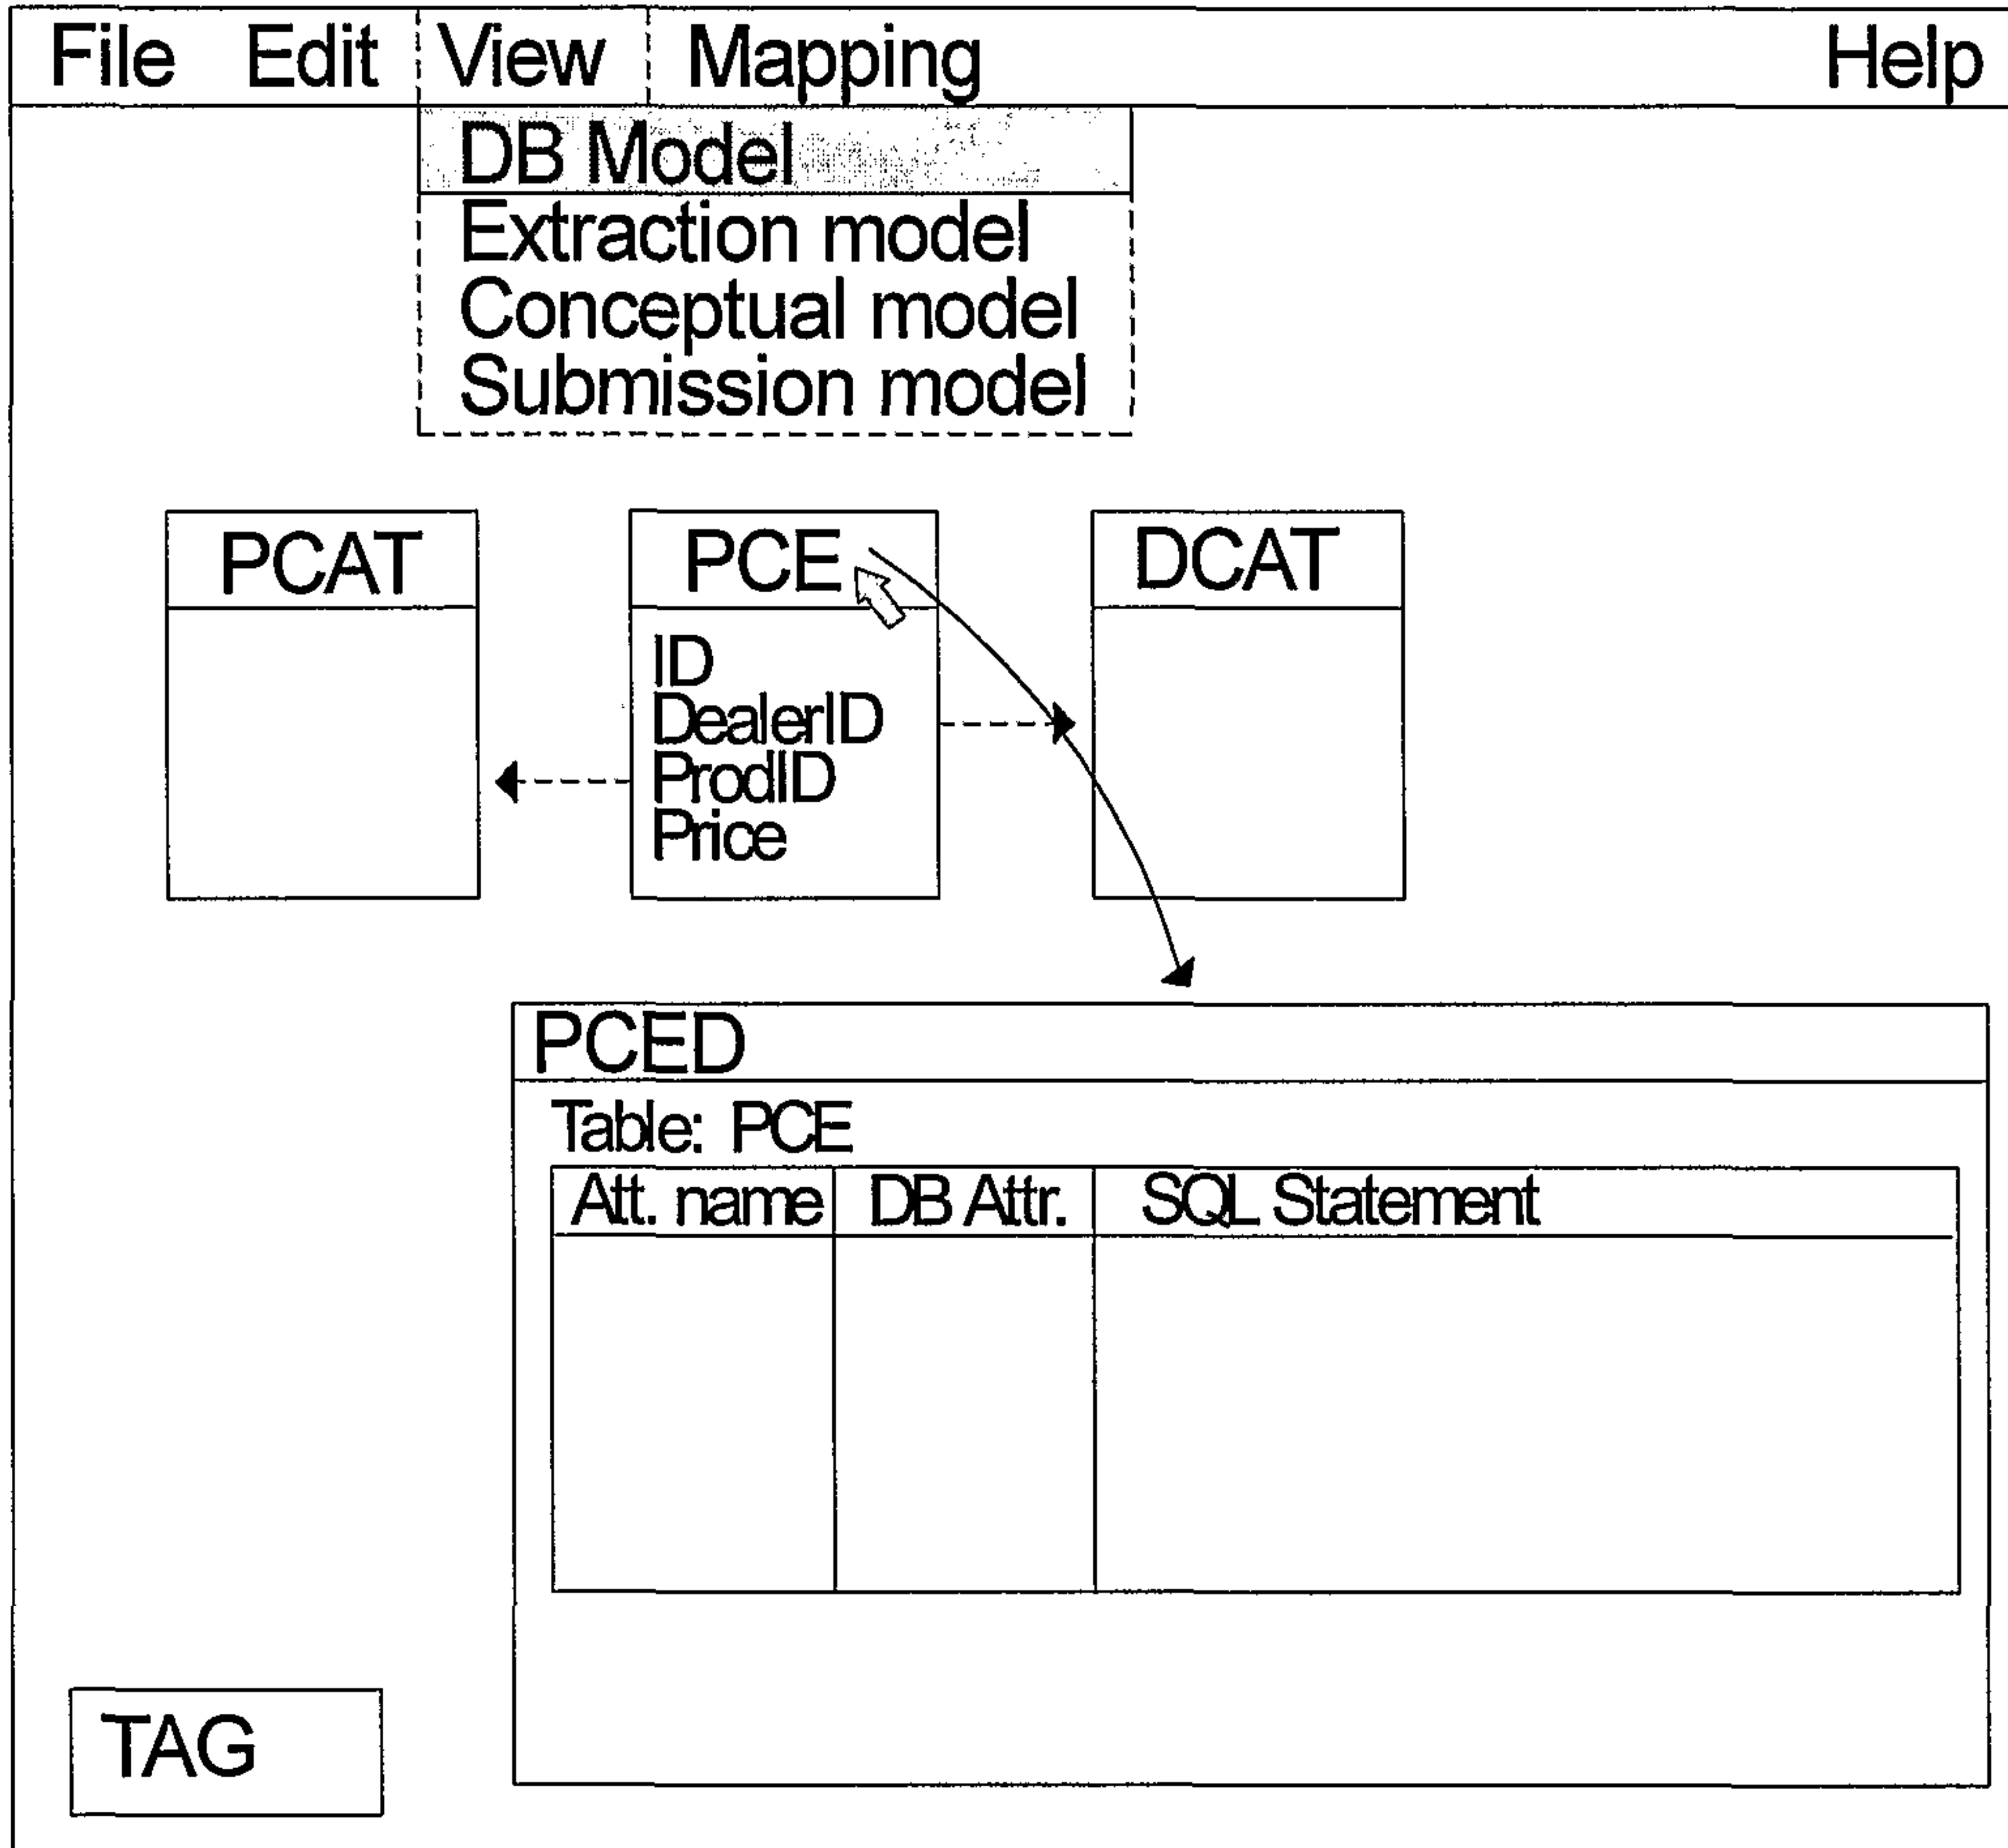 File Edit View Mapping Help
DB Model
Extraction model
Conceptual model
Submission model
PCAT PCE DCAT
ID
DealerID
ProdID
Price
PCED
Table: PCE
Att. name DB Attr. SQL Statement
TAG